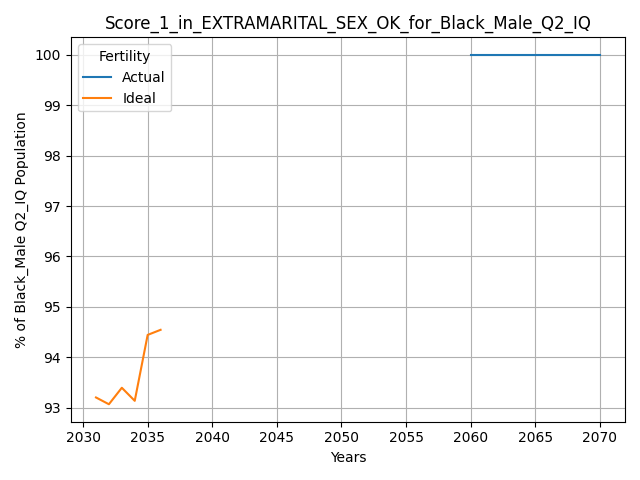 Score_1_in_EXTRAMARITAL_SEX_OK_for_Black_Male_Q2_IQ
Fertility
Actual
Ideal
% of Black_Male Q2_IQ Population
100
99
98
97
96
95
94
93
2030 2035 2040 2045 2050 2055 2060 2065 2070
Years